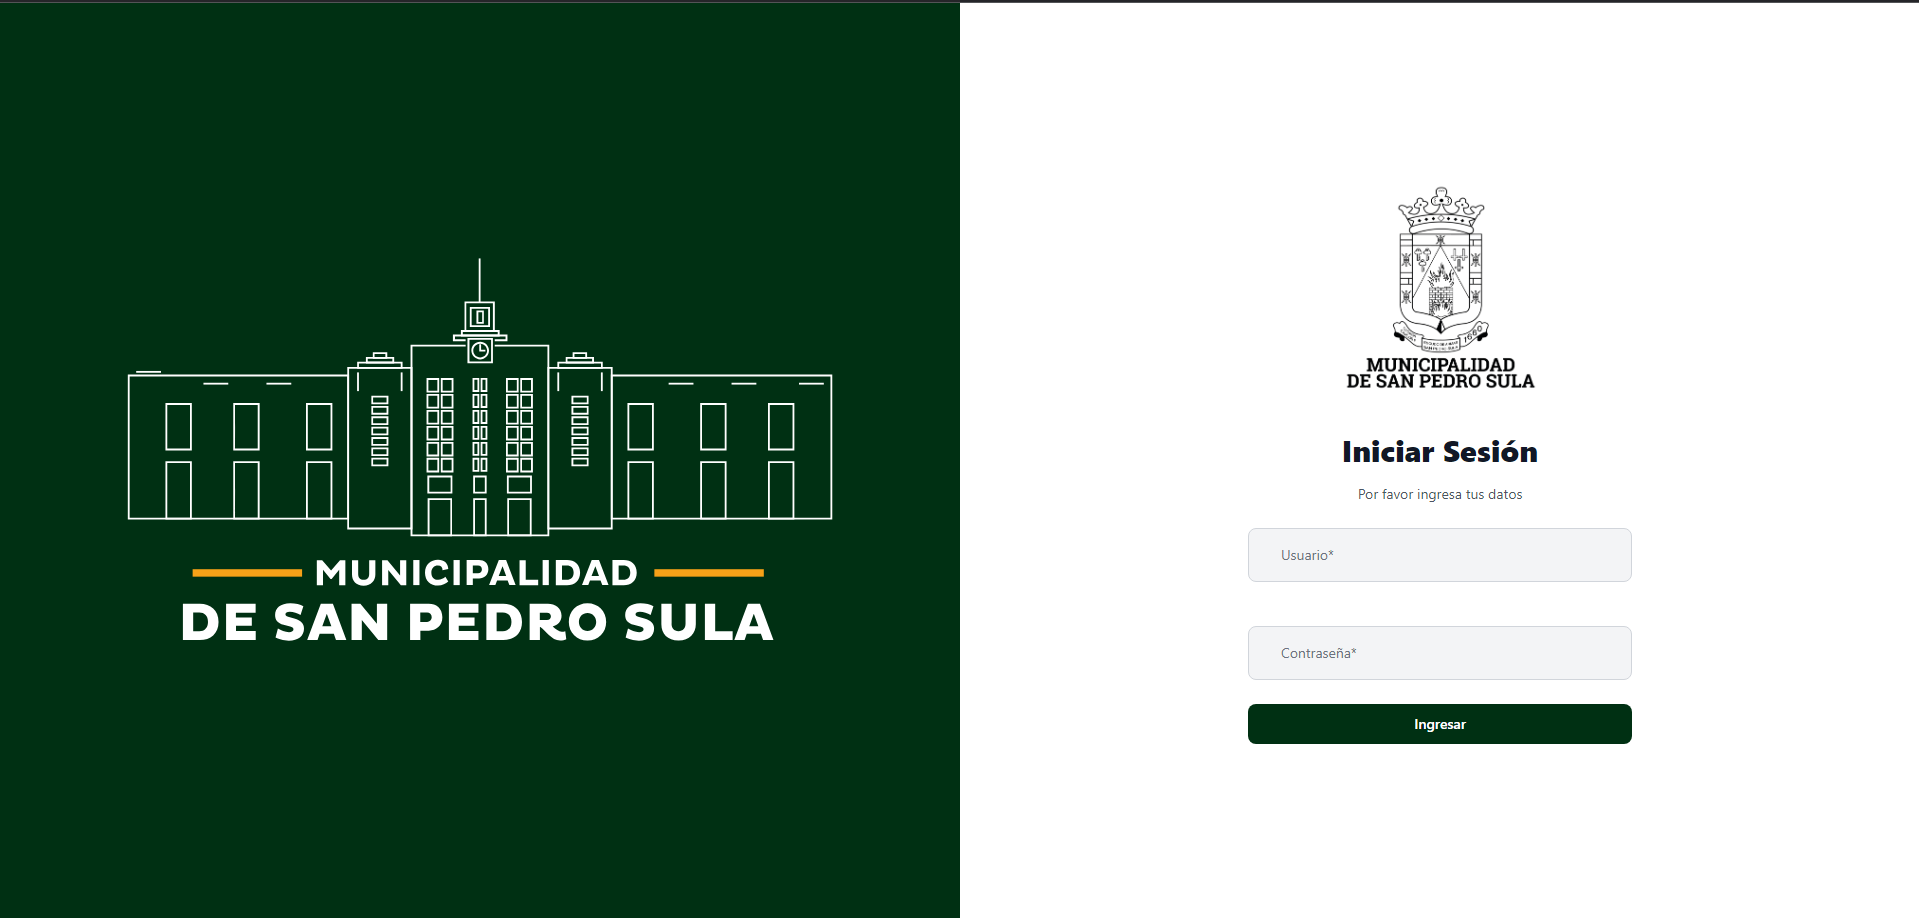 MUNICIPALIDAD
DE SAN PEDRO SULA
1660
MUNICIPALIDAD
DE SAN PEDRO SULA
Iniciar Sesión
Por favor ingresa tus datos
Usuario*
Contraseña*
Ingresar